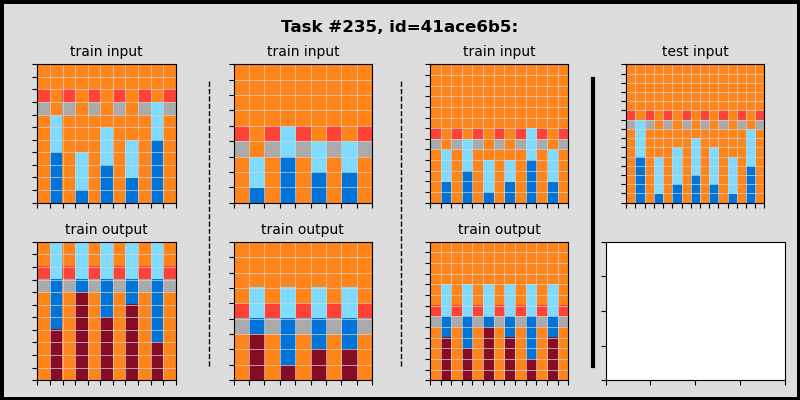 Task #235, id=41ace6b5:
train input train input train input test input
train output train output train output